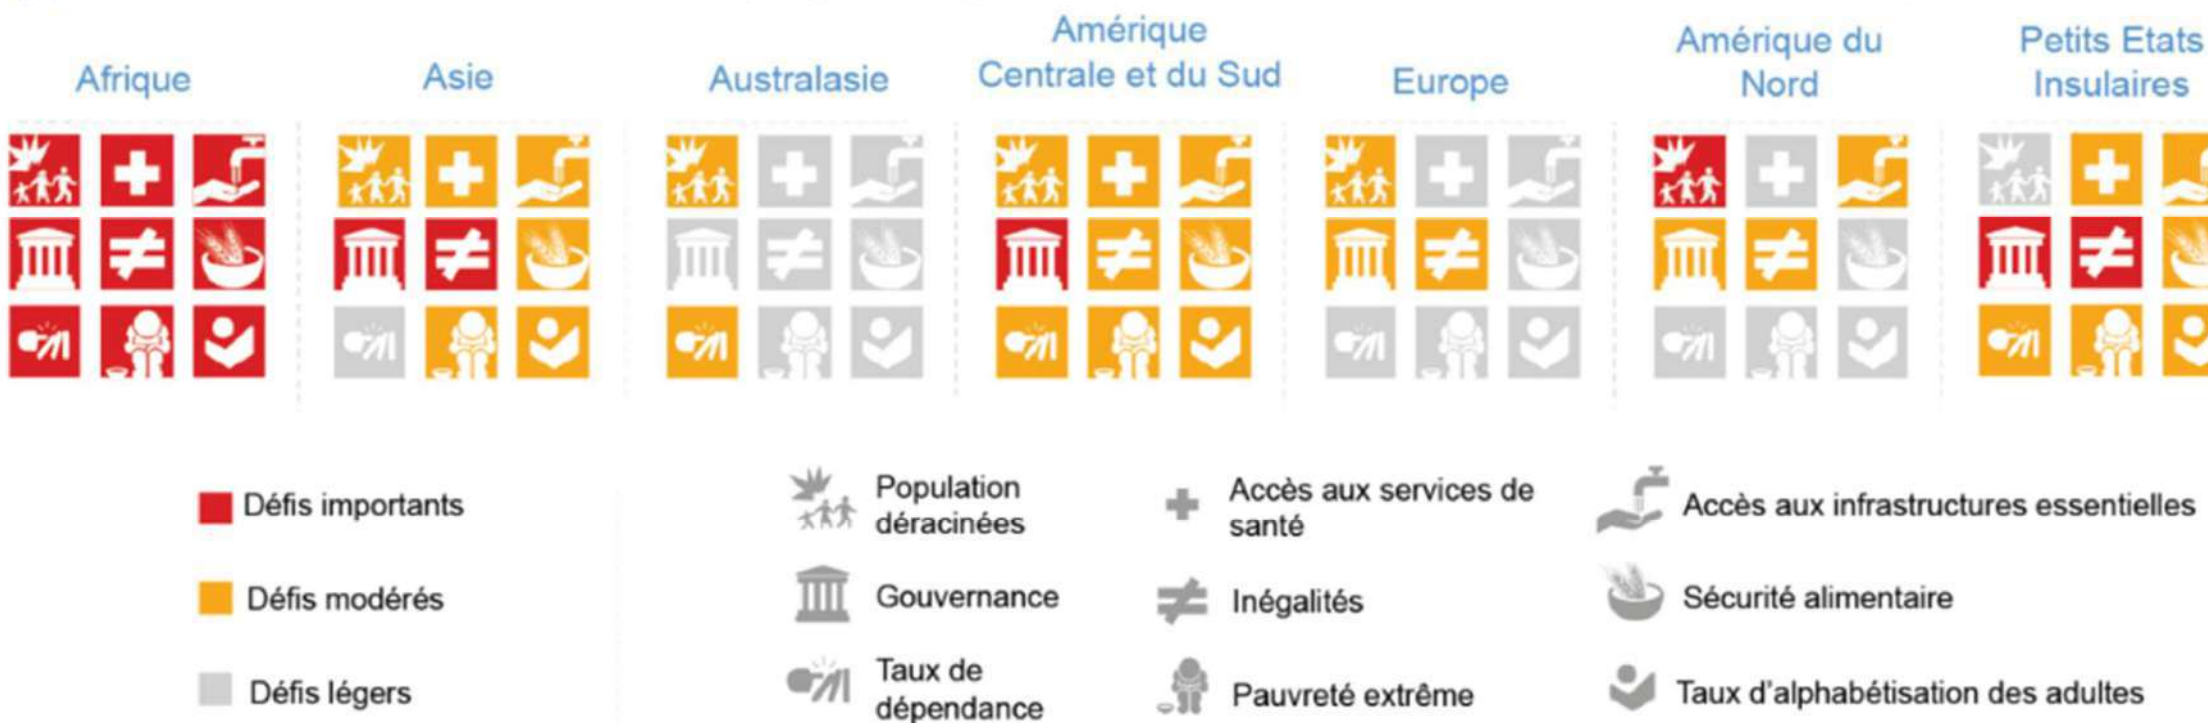 Afrique
Asie
Australasie
Amérique
Centrale et du Sud
Europe
Amérique du
Nord
Petits Etats
Insulaires
Défis importants
Défis modérés
Défis légers
Population
déracinées
Accès aux services de
santé
Accès aux infrastructures essentielles
Gouvernance
Inégalités
Sécurité alimentaire
Taux de
dépendance
Pauvreté extrême
Taux d'alphabétisation des adultes